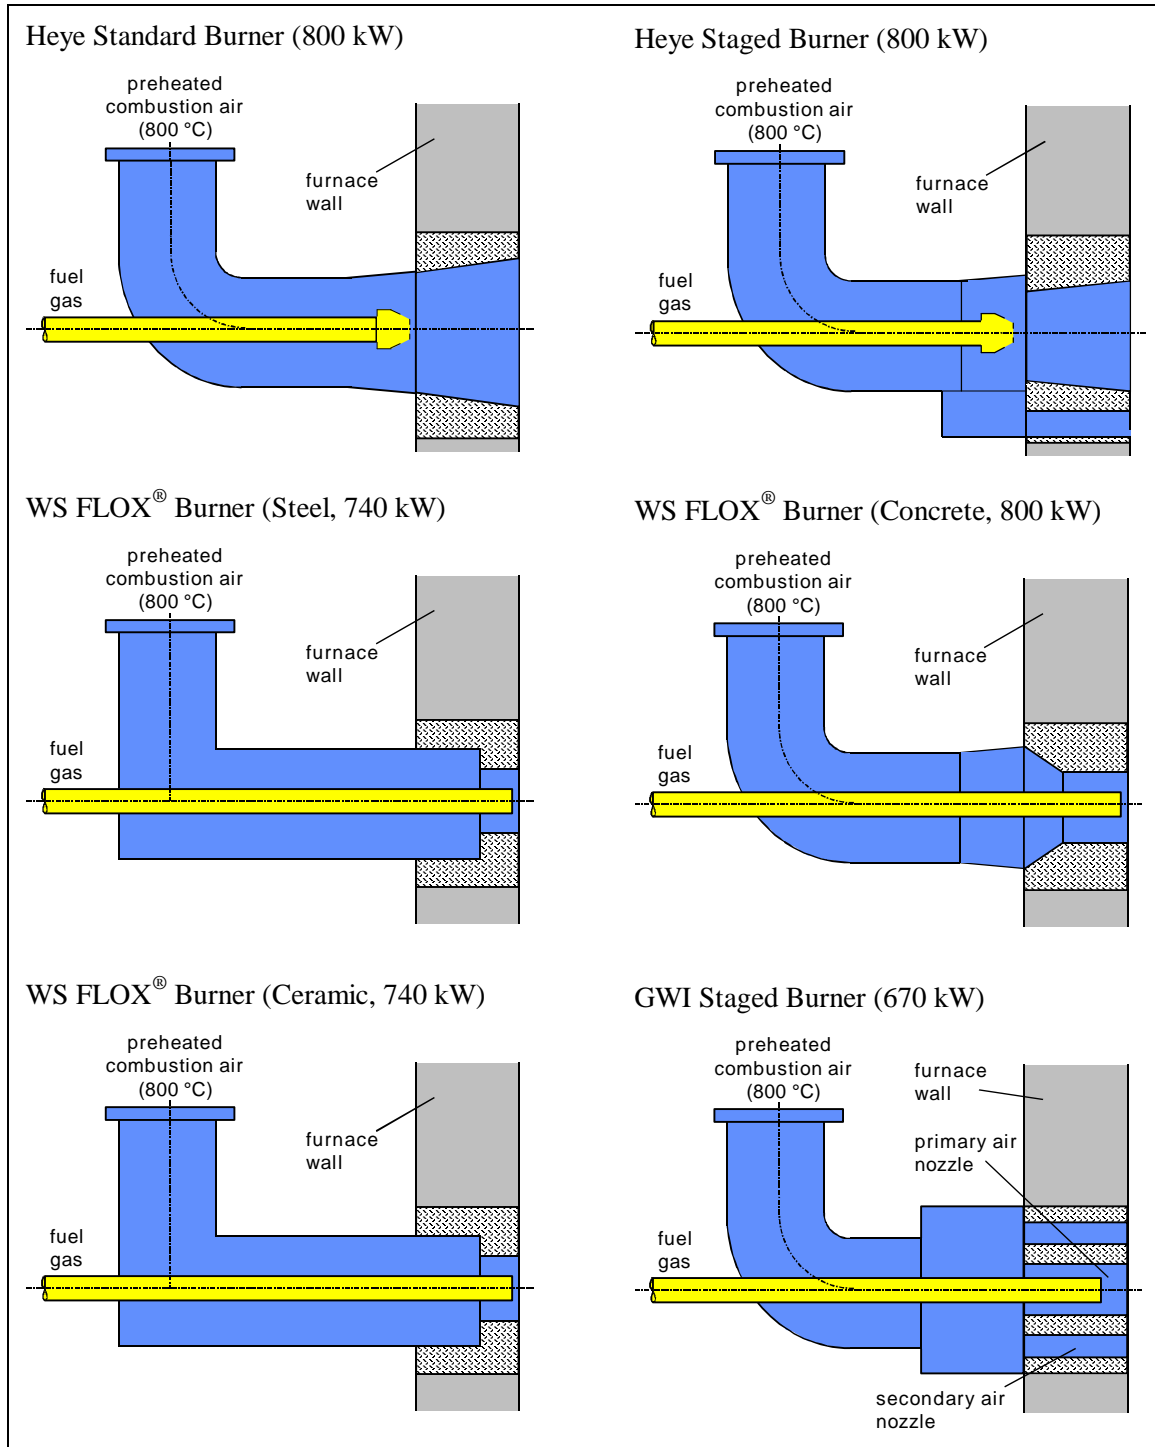 Heye Standard Burner (800 kW)
preheated
combustion air
(800 °C)
furnace
wall
fuel
gas
Heye Staged Burner (800 kW)
preheated
combustion air
(800 °C)
furnace
wall
fuel
gas
WS FLOX® Burner (Steel, 740 kW)
preheated
combustion air
(800 °C)
furnace
wall
fuel
gas
WS FLOX® Burner (Concrete, 800 kW)
preheated
combustion air
(800 °C)
furnace
wall
fuel
gas
WS FLOX® Burner (Ceramic, 740 kW)
preheated
combustion air
(800 °C)
furnace
wall
fuel
gas
GWI Staged Burner (670 kW)
preheated
combustion air
(800 °C)
furnace
wall
primary air
nozzle
fuel
gas
secondary air
nozzle